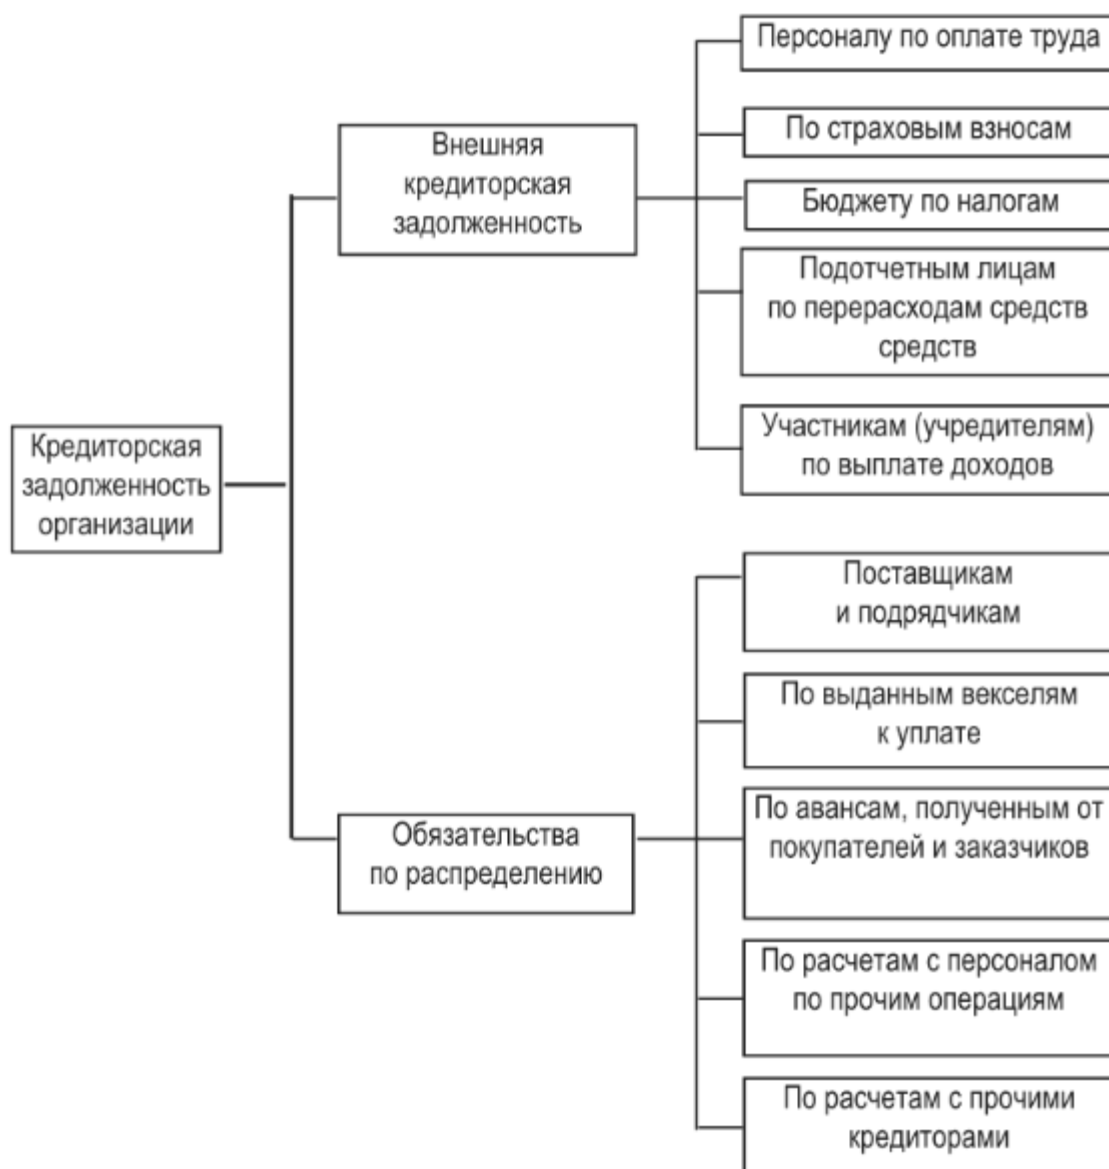 Персоналу по оплате труда
По страховым взносам
Внешняя
кредиторская
задолженность
Бюджету по налогам
Подотчетным лицам
по перерасходам средств
средств
Участникам (учредителям)
по выплате доходов
Кредиторская
задолженность
организации
Поставщикам
и подрядчикам
По выданным векселям
к уплате
По авансам, полученным от
покупателей и заказчиков
Обязательства
по распределению
По расчетам с персоналом
по прочим операциям
По расчетам с прочими
кредиторами